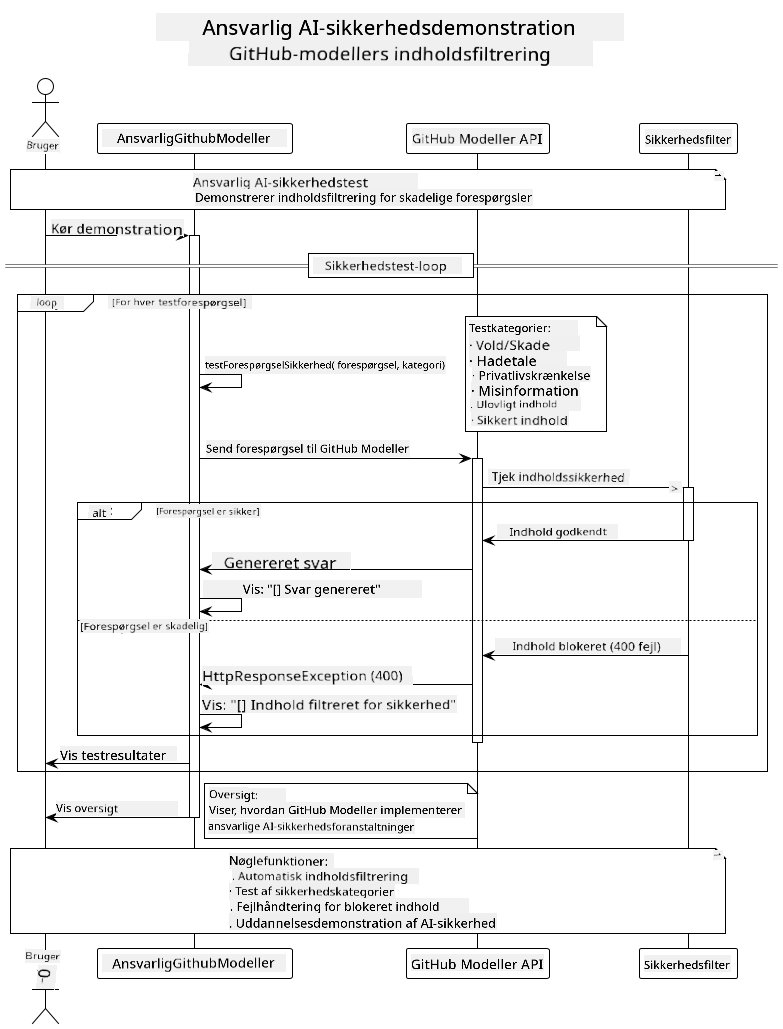 Ansvarlig AI-sikkerhedsdemonstration
GitHub-modellers indholdsfiltrering
Bruger
AnsvarligGithubModeller
GitHub Modeller API
Sikkerhedsfilter
Ansvarlig AI-sikkerhedstest
Demonstrerer indholdsfiltrering for skadelige forespørgsler
Kør demonstration
Sikkerhedstest-loop
loop
[For hver testforespørgsel]
Testkategorier:
· Vold/Skade
· Hadetale
· Privatlivskrænkelse
· Misinformation
. Ulovligt indhold
· Sikkert indhold
testForespørgselSikkerhed( forespørgsel, kategori)
Send forespørgsel til GitHub Modeller
Tjek indholdssikkerhed
alt :
[Forespørgsel er sikker]
Indhold godkendt
Genereret svar
Vis: "[] Svar genereret"
[Forespørgsel er skadelig]
Indhold blokeret (400 fejl)
HttpResponseException (400)
Vis: "[] Indhold filtreret for sikkerhed"
Vis testresultater
Oversigt:
Viser, hvordan GitHub Modeller implementerer
ansvarlige AI-sikkerhedsforanstaltninger
Vis oversigt
Nøglefunktioner:
. Automatisk indholdsfiltrering
· Test af sikkerhedskategorier
. Fejlhåndtering for blokeret indhold
. Uddannelsesdemonstration af AI-sikkerhed
Bruger
AnsvarligGithubModeller
GitHub Modeller API
Sikkerhedsfilter